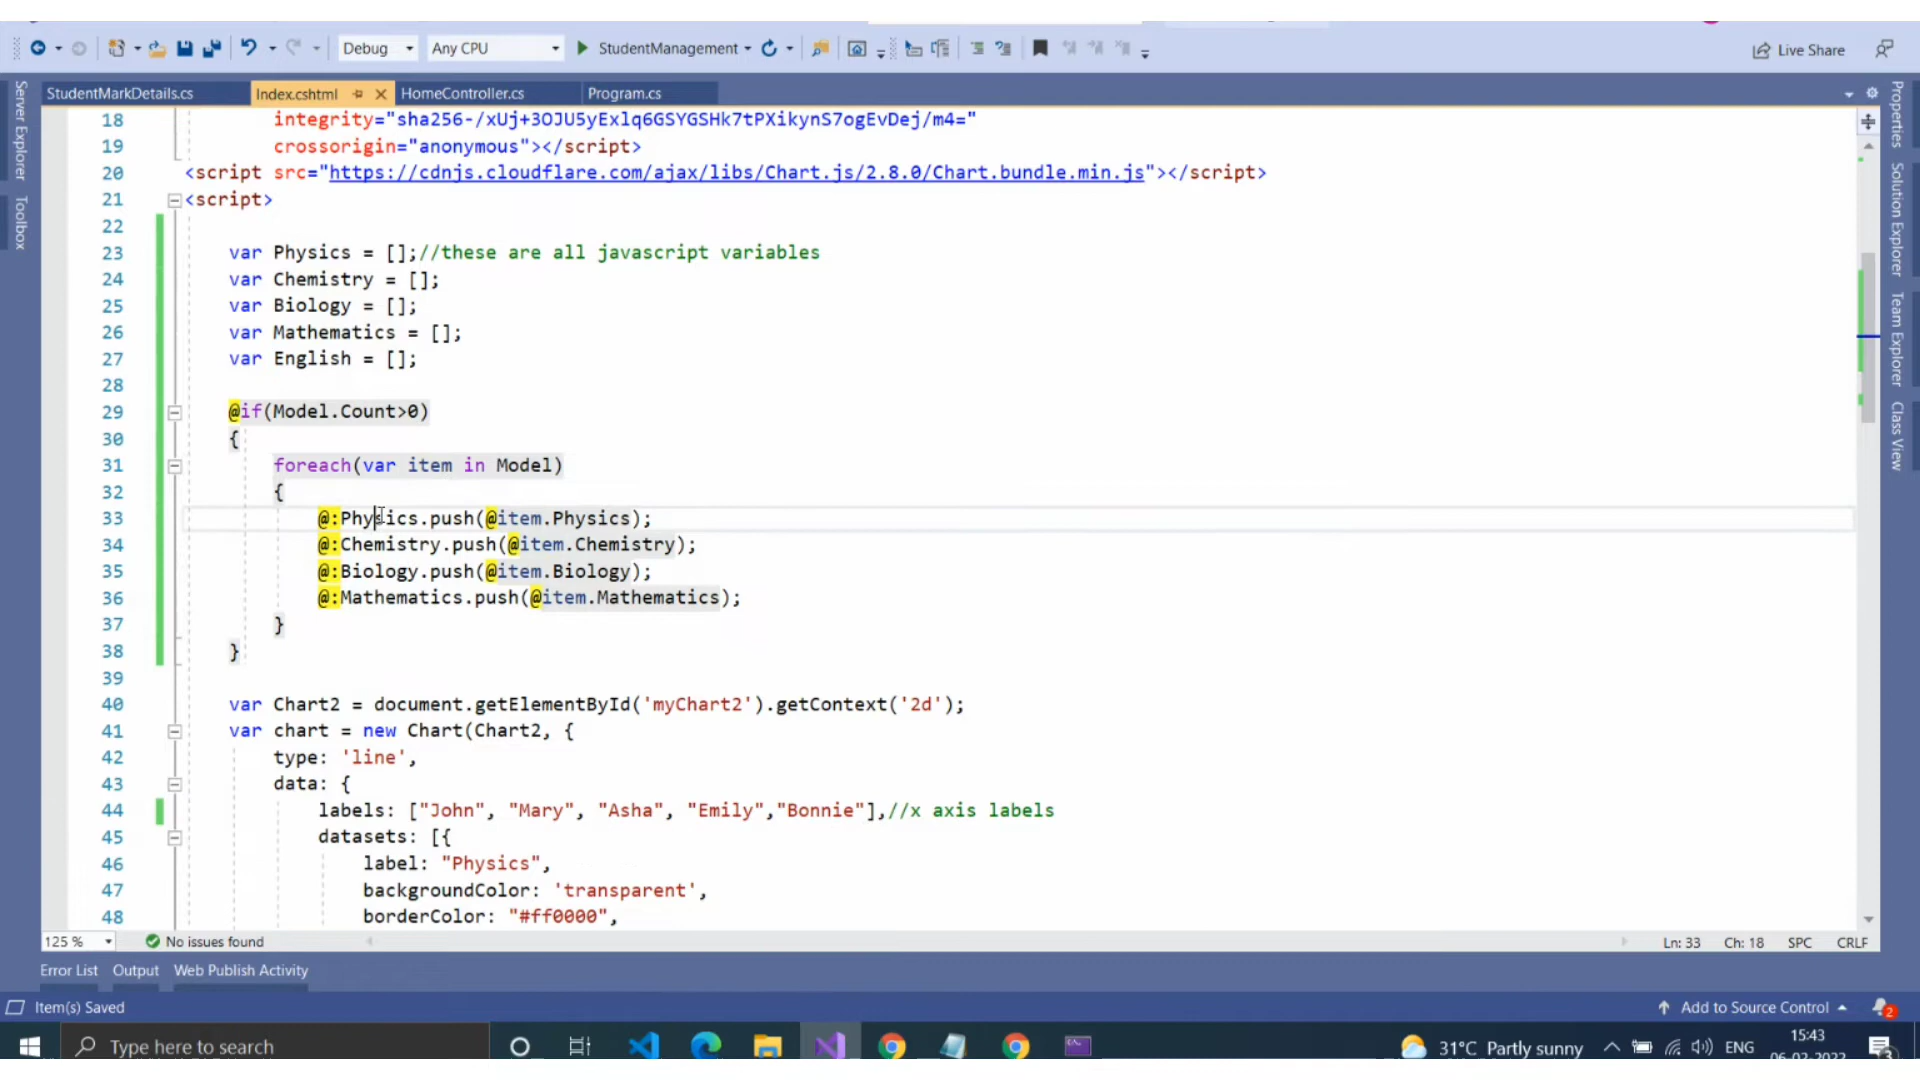 Debug
Any CPU
StudentManagement
Live Share
StudentMarkDetails.cs
Index.cshtml
HomeController.cs
Program.cs
Server Explorer
Toolbox
Properties
Solution Explorer
Team Explorer
Class View
18 integrity="sha256-/xUj+3OJU5yExlq6GSYGSHk7tPXikynS7ogEvDej/m4="
19 crossorigin="anonymous"></script>
20 <script src="https://cdnjs.cloudflare.com/ajax/libs/Chart.js/2.8.0/Chart.bundle.min.js"></script>
21 <script>
22
23 var Physics = [];//these are all javascript variables
24 var Chemistry = [];
25 var Biology = [];
26 var Mathematics = [];
27 var English = [];
28
29 @if(Model.Count>0)
30 {
31 foreach(var item in Model)
32 {
33 @:Physics.push(@item.Physics);
34 @:Chemistry.push(@item.Chemistry);
35 @:Biology.push(@item.Biology);
36 @:Mathematics.push(@item.Mathematics);
37 }
38 }
39
40 var Chart2 = document.getElementById('myChart2').getContext('2d');
41 var chart = new Chart(Chart2, {
42 type: 'line',
43 data: {
44 labels: ["John", "Mary", "Asha", "Emily","Bonnie"],//x axis labels
45 datasets: [{
46 label: "Physics",
47 backgroundColor: 'transparent',
48 borderColor: "#ff0000",
125 %
No issues found
Ln: 33 Ch: 18 SPC CRLF
Error List Output Web Publish Activity
Item(s) Saved
Add to Source Control
2
Type here to search
31°C Partly sunny
ENG
15:43
06-02-2022
3